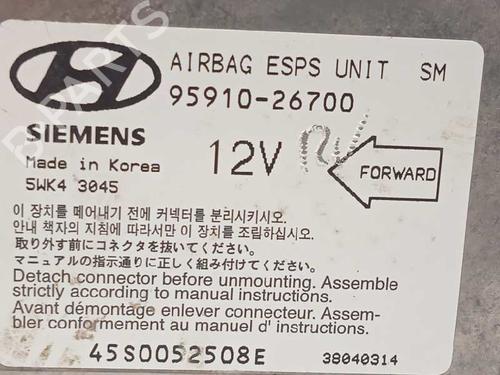 AIRBAG ESPS UNIT SM
95910-26700
SIEMENS
12V
Made in Korea
FORWARD
5WK4 3045
이 장치를 떼어내기 전에 커넥터를 분리시키시오.
안내 책자의 지침에 따라서만 이 장치를 조립하십시오.
取り外す前にコネクタを抜いてください。
マニュアルの指示通りに正しく組み付けてください。
Detach connector before unmounting. Assemble
strictly according to manual instructions.
Avant démontage enlever connecteur. Assem-
bler conformement au manuel d' instructions.
45S0052508E
38040314